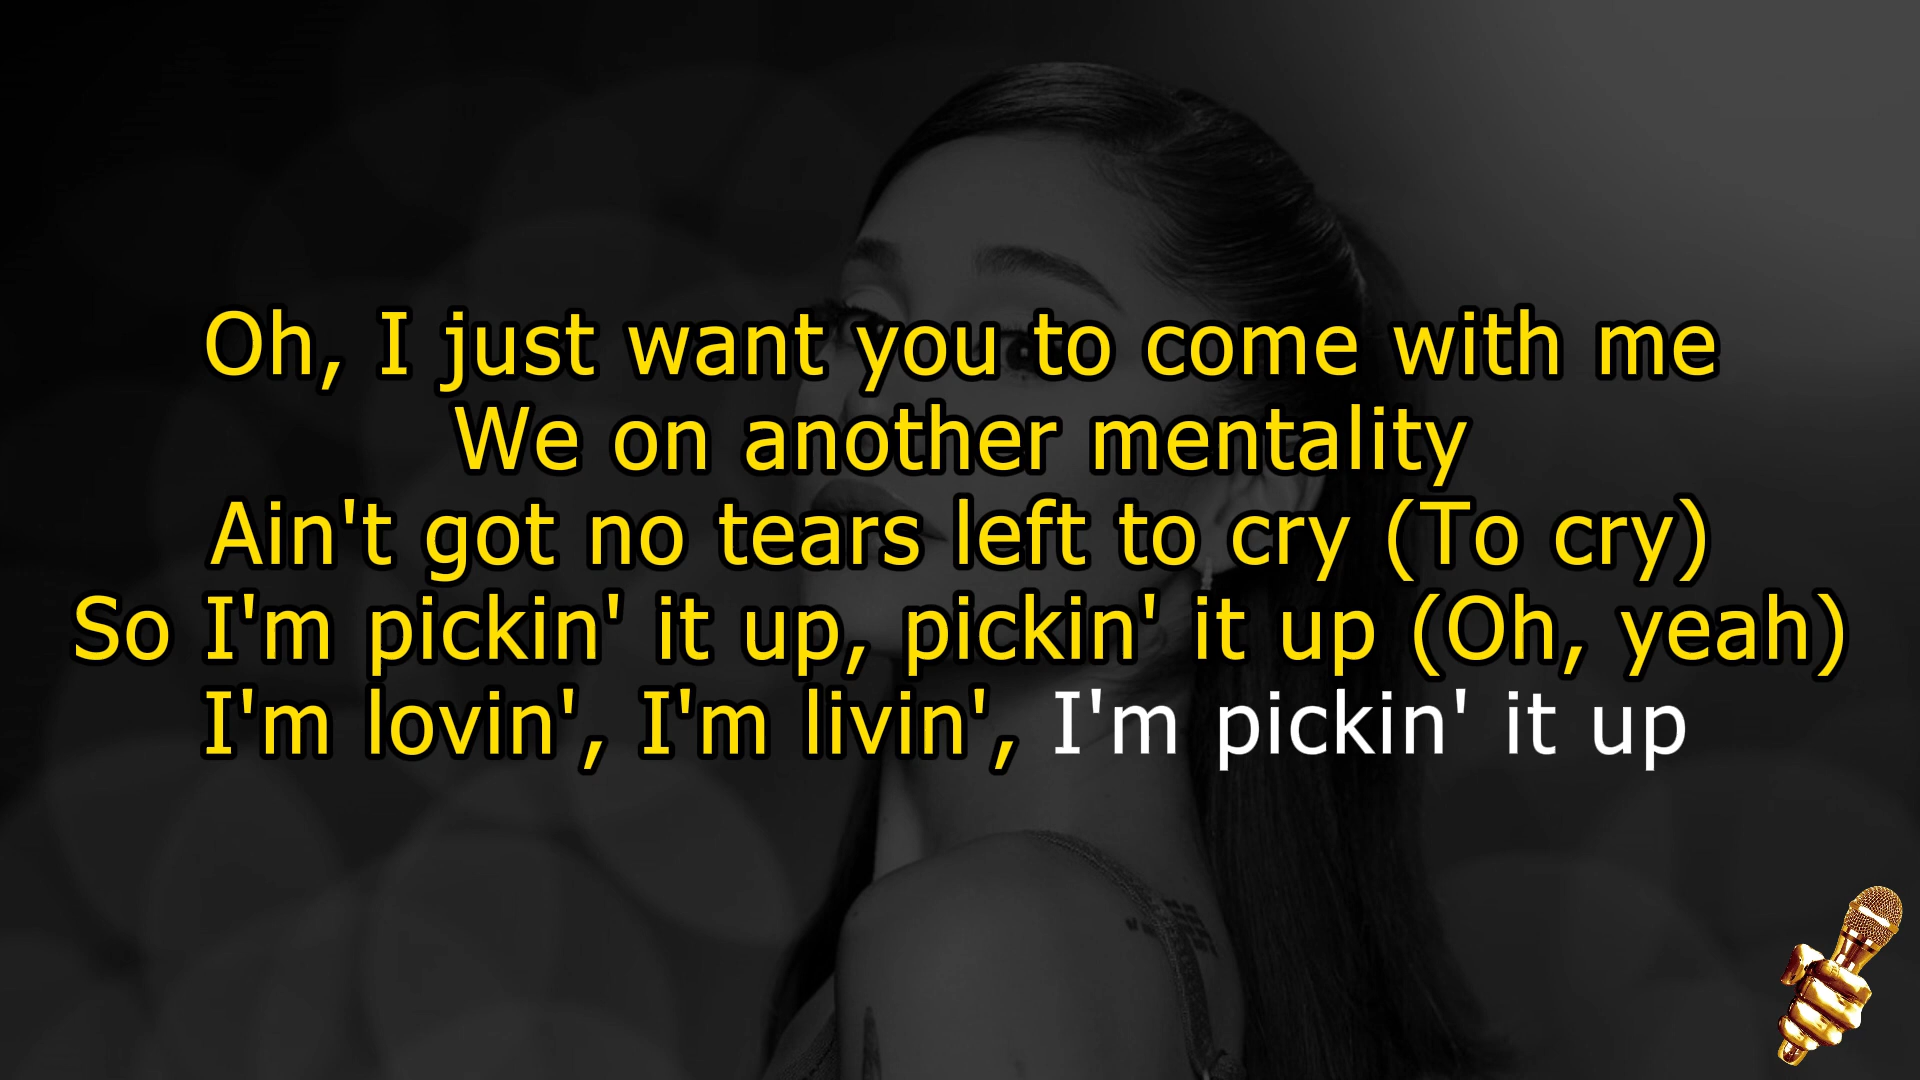 Oh, I just want you to come with me
We on another mentality
Ain't got no tears left to cry (To cry)
So I'm pickin' it up, pickin' it up (Oh, yeah)
I'm lovin', I'm livin', I'm pickin' it up